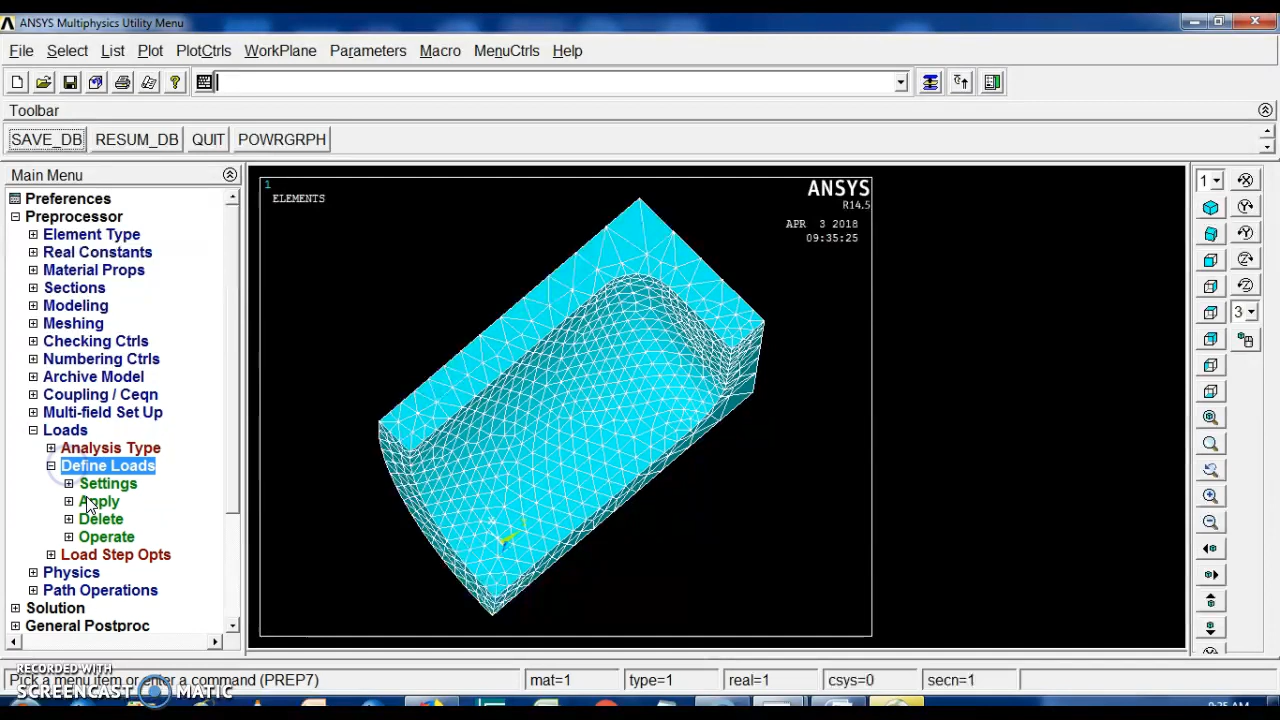 ANSYS Multiphysics Utility Menu
File Select List Plot PlotCtrls WorkPlane Parameters Macro MenuCtrls Help
Toolbar
SAVE_DB RESUM_DB QUIT POWRGRPH
Main Menu
Preferences
Preprocessor
Element Type
Real Constants
Material Props
Sections
Modeling
Meshing
Checking Ctrls
Numbering Ctrls
Archive Model
Coupling / Ceqn
Multi-field Set Up
Loads
Analysis Type
Define Loads
Settings
Apply
Delete
Operate
Load Step Opts
Physics
Path Operations
Solution
General Postproc
1
ELEMENTS
ANSYS
R14.5
APR 3 2018
09:35:25
1
3
Pick a menu item or enter a command (PREP7) mat=1 type=1 real=1 csys=0 secn=1
RECORDED WITH
SCREENCAST MATIC